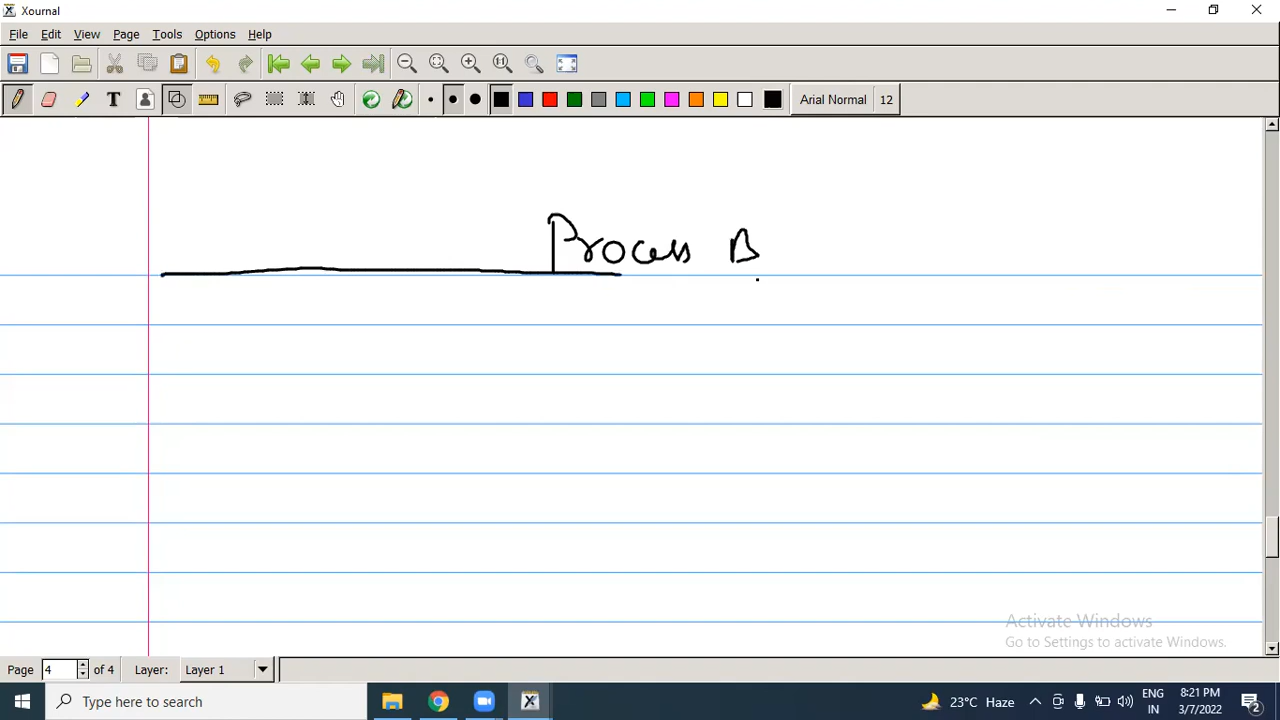 Xournal
File Edit View Page Tools Options Help
T Arial Normal 12
Process B
Activate Windows
Go to Settings to activate Windows.
Page 4 of 4 Layer: Layer 1
Type here to search
23°C Haze
ENG
IN
8:21 PM
3/7/2022
2